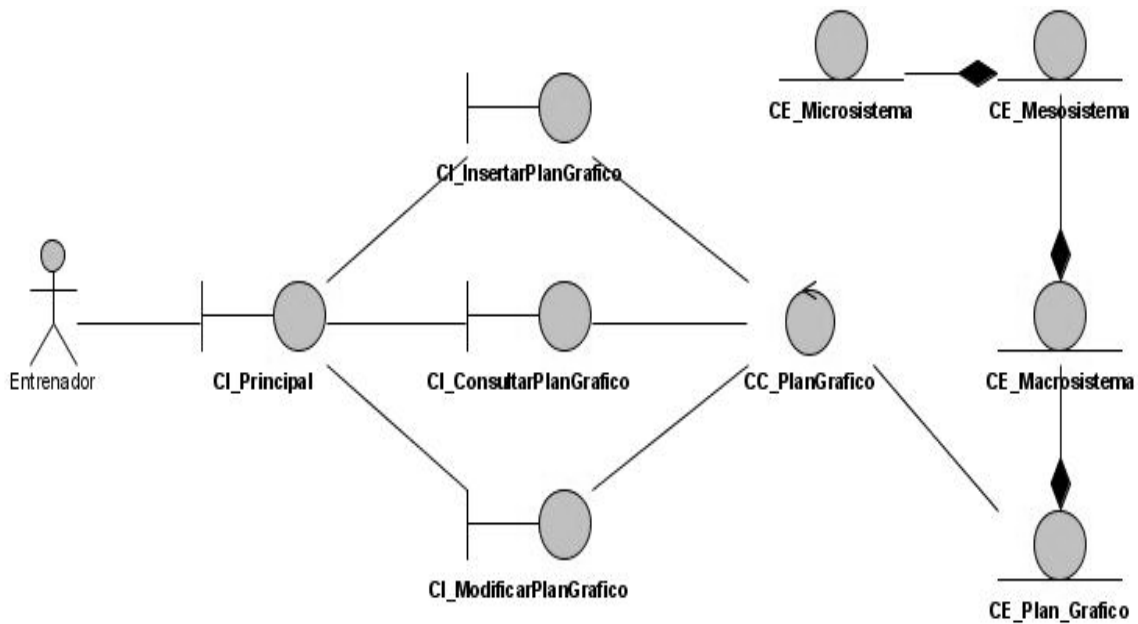 CE_Microsistema
CE_Mesosistema
CI_InsertarPlanGrafico
Entrenador
CI_Principal
CI_ConsultarPlanGrafico
CC_PlanGrafico
CE_Macrosistema
CI_ModificarPlanGrafico
CE_Plan_Grafico